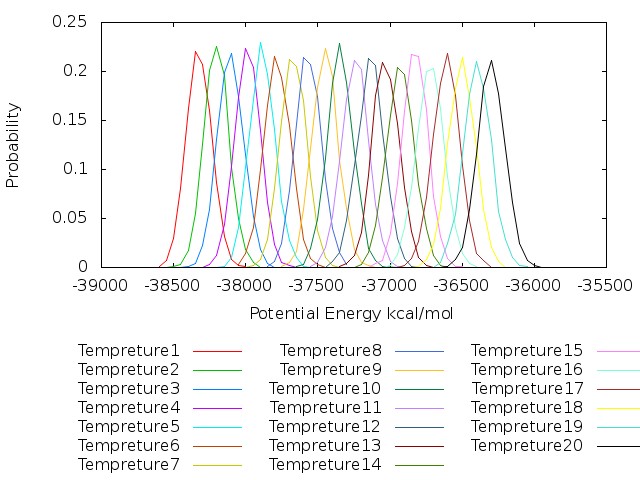 0.25
0.2
0.15
0.1
0.05
0
Probability
-39000 -38500 -38000 -37500 -37000 -36500 -36000 -35500
Potential Energy kcal/mol
Tempreture1 Tempreture8 Tempreture15
Tempreture2 Tempreture9 Tempreture16
Tempreture3 Tempreture10 Tempreture17
Tempreture4 Tempreture11 Tempreture18
Tempreture5 Tempreture12 Tempreture19
Tempreture6 Tempreture13 Tempreture20
Tempreture7 Tempreture14